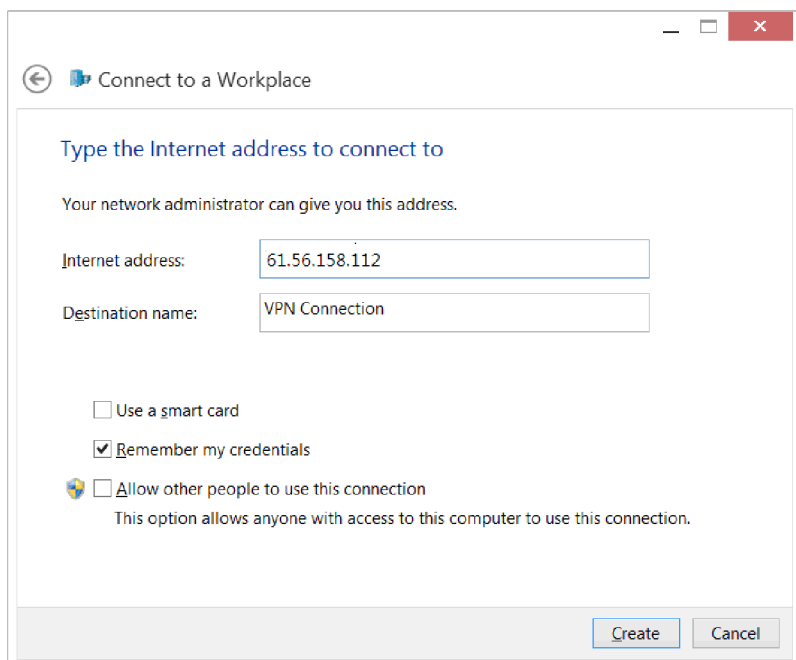 Connect to a Workplace
Type the Internet address to connect to
Your network administrator can give you this address.
Internet address: 61.56.158.112
Destination name: VPN Connection
Use a smart card
Remember my credentials
Allow other people to use this connection
This option allows anyone with access to this computer to use this connection.
Create Cancel